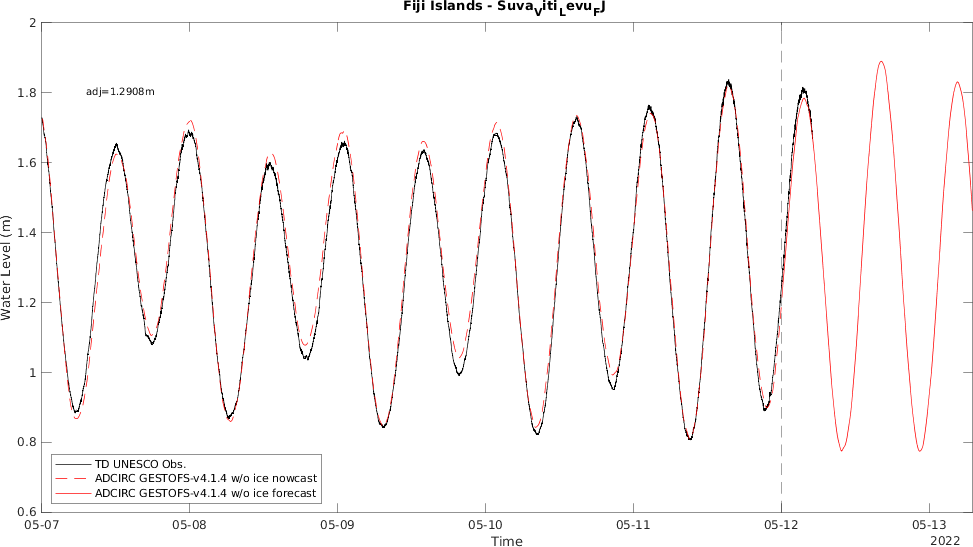 Fiji Islands - SuvaVitiLevuFJ
2
1.8
1.6
1.4
1.2
1
0.8
0.6
Water Level (m)
adj=1.2908m
TD UNESCO Obs.
ADCIRC GESTOFS-v4.1.4 w/o ice nowcast
ADCIRC GESTOFS-v4.1.4 w/o ice forecast
05-07 05-08 05-09 05-10 05-11 05-12 05-13
Time
2022